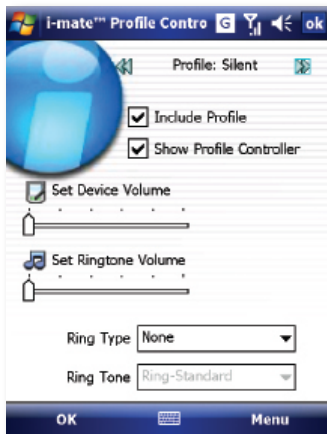 i-mate™ Profile Contro G ok
Profile: Silent
Include Profile
Show Profile Controller
Set Device Volume
Set Ringtone Volume
Ring Type None
Ring Tone Ring-Standard
OK Menu